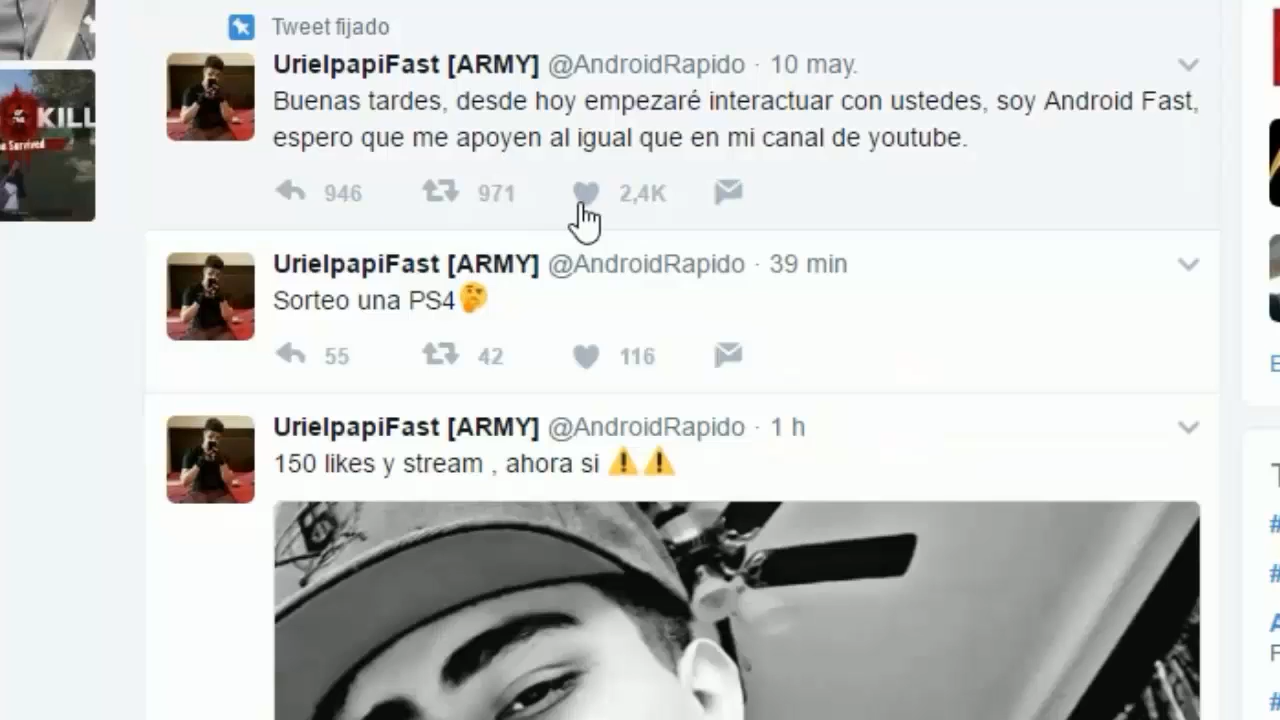 Tweet fijado
UrielpapiFast [ARMY] @AndroidRapido · 10 may.
Buenas tardes, desde hoy empezaré interactuar con ustedes, soy Android Fast,
espero que me apoyen al igual que en mi canal de youtube.
946 971 2,4K
KILL
Survived
UrielpapiFast [ARMY] @AndroidRapido · 39 min
Sorteo una PS4🤔
55 42 116
UrielpapiFast [ARMY] @AndroidRapido · 1 h
150 likes y stream , ahora si ⚠️⚠️